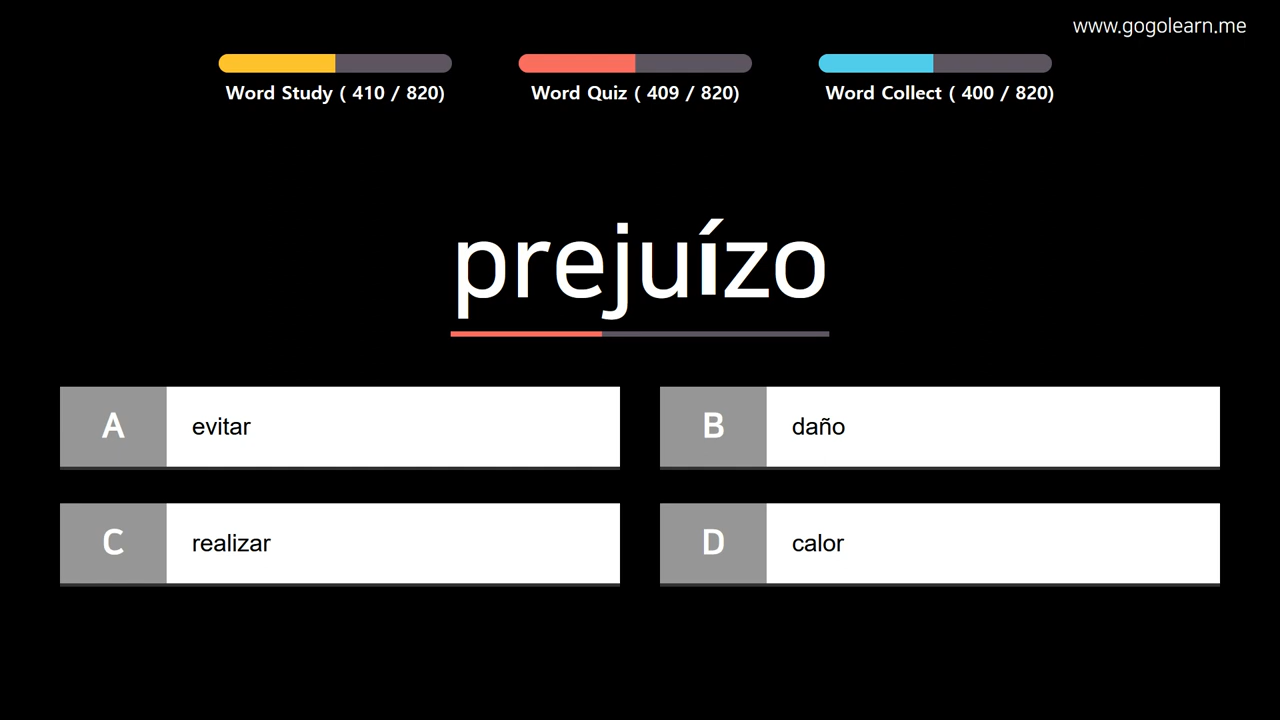 www.gogolearn.me
Word Study ( 410 / 820)
Word Quiz ( 409 / 820)
Word Collect ( 400 / 820)
prejuízo
A
evitar
B
daño
C
realizar
D
calor